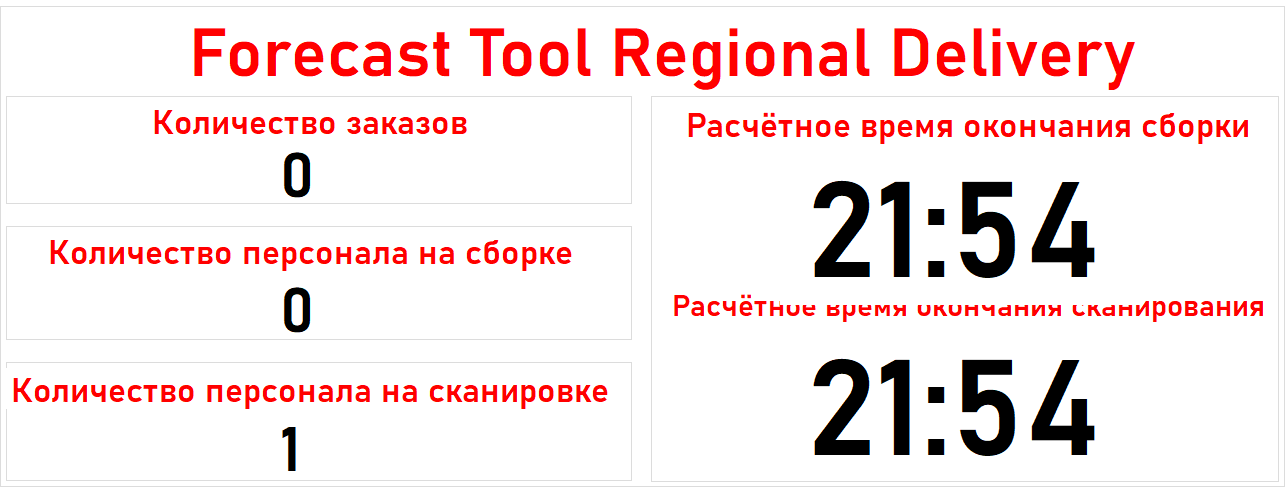 Forecast Tool Regional Delivery
Количество заказов
0
Количество персонала на сборке
0
Количество персонала на сканировке
1
Расчётное время окончания сборки
21:54
Расчётное время окончания сканирования
21:54